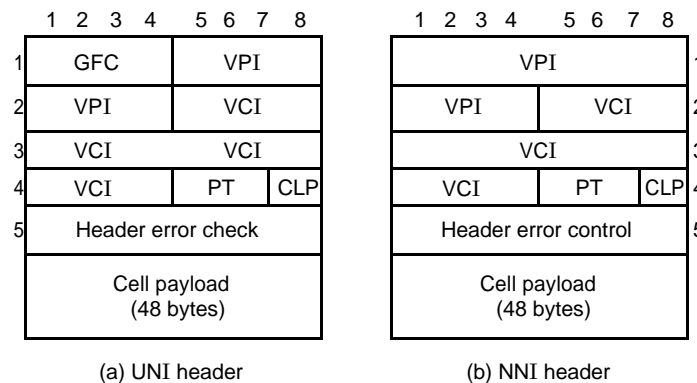 1 2 3 4 5 6 7 8
1 GFC VPI
2 VPI VCI
3 VCI VCI
4 VCI PT CLP
5 Header error check
Cell payload
(48 bytes)
(a) UNI header
1 2 3 4 5 6 7 8
VPI 1
VPI VCI 2
VCI 3
VCI PT CLP 4
Header error control 5
Cell payload
(48 bytes)
(b) NNI header